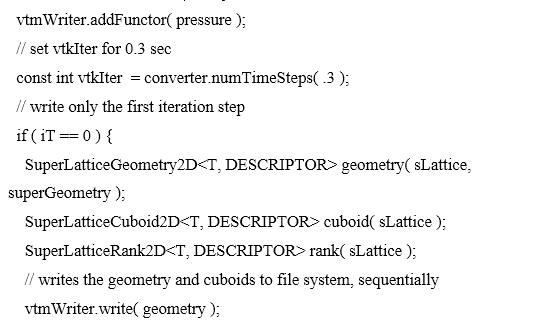 vtmWriter.addFunctor( pressure );
// set vtkIter for 0.3 sec
const int vtkIter  = converter.numTimeSteps( .3 );
// write only the first iteration step
if ( iT == 0 ) {
SuperLatticeGeometry2D<T, DESCRIPTOR> geometry( sLattice,
superGeometry );
SuperLatticeCuboid2D<T, DESCRIPTOR> cuboid( sLattice );
SuperLatticeRank2D<T, DESCRIPTOR> rank( sLattice );
// writes the geometry and cuboids to file system, sequentially
vtmWriter.write( geometry );